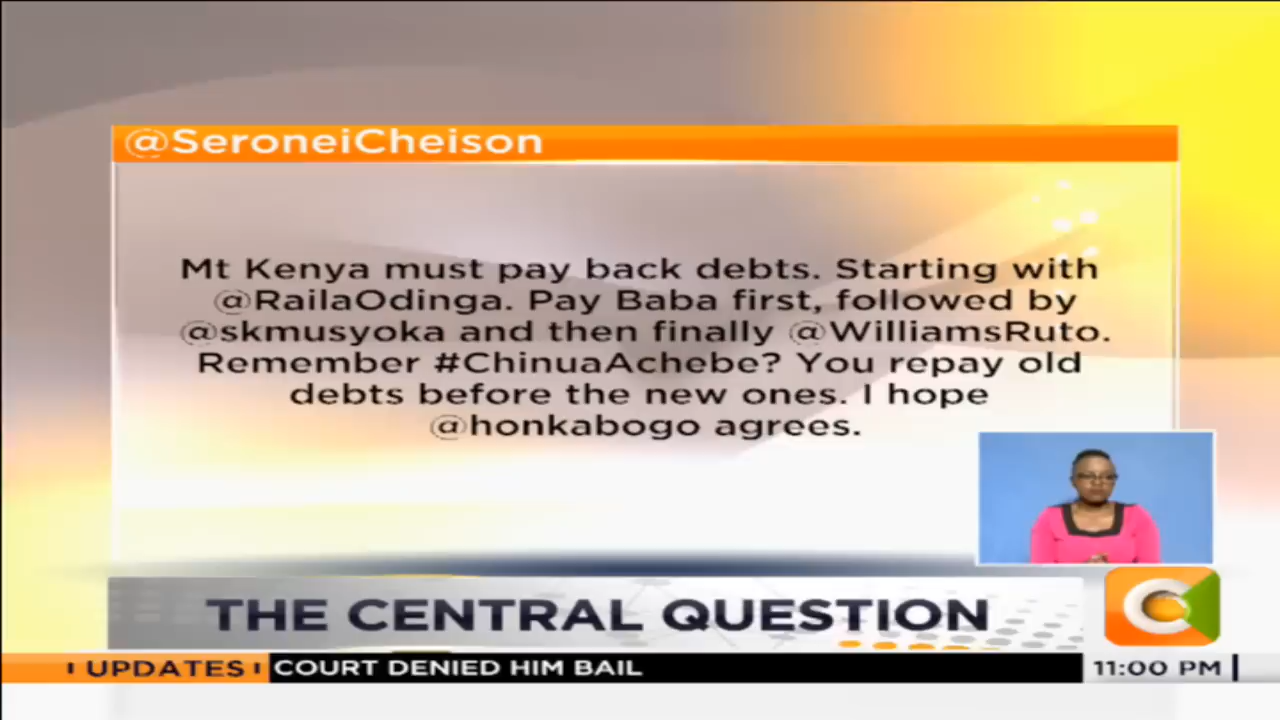 @SeroneiCheison
Mt Kenya must pay back debts. Starting with
@RailaOdinga. Pay Baba first, followed by
@skmusyoka and then finally @WilliamsRuto.
Remember #ChinuaAchebe? You repay old
debts before the new ones. I hope
@honkabogo agrees.
THE CENTRAL QUESTION
UPDATES COURT DENIED HIM BAIL 11:00 PM